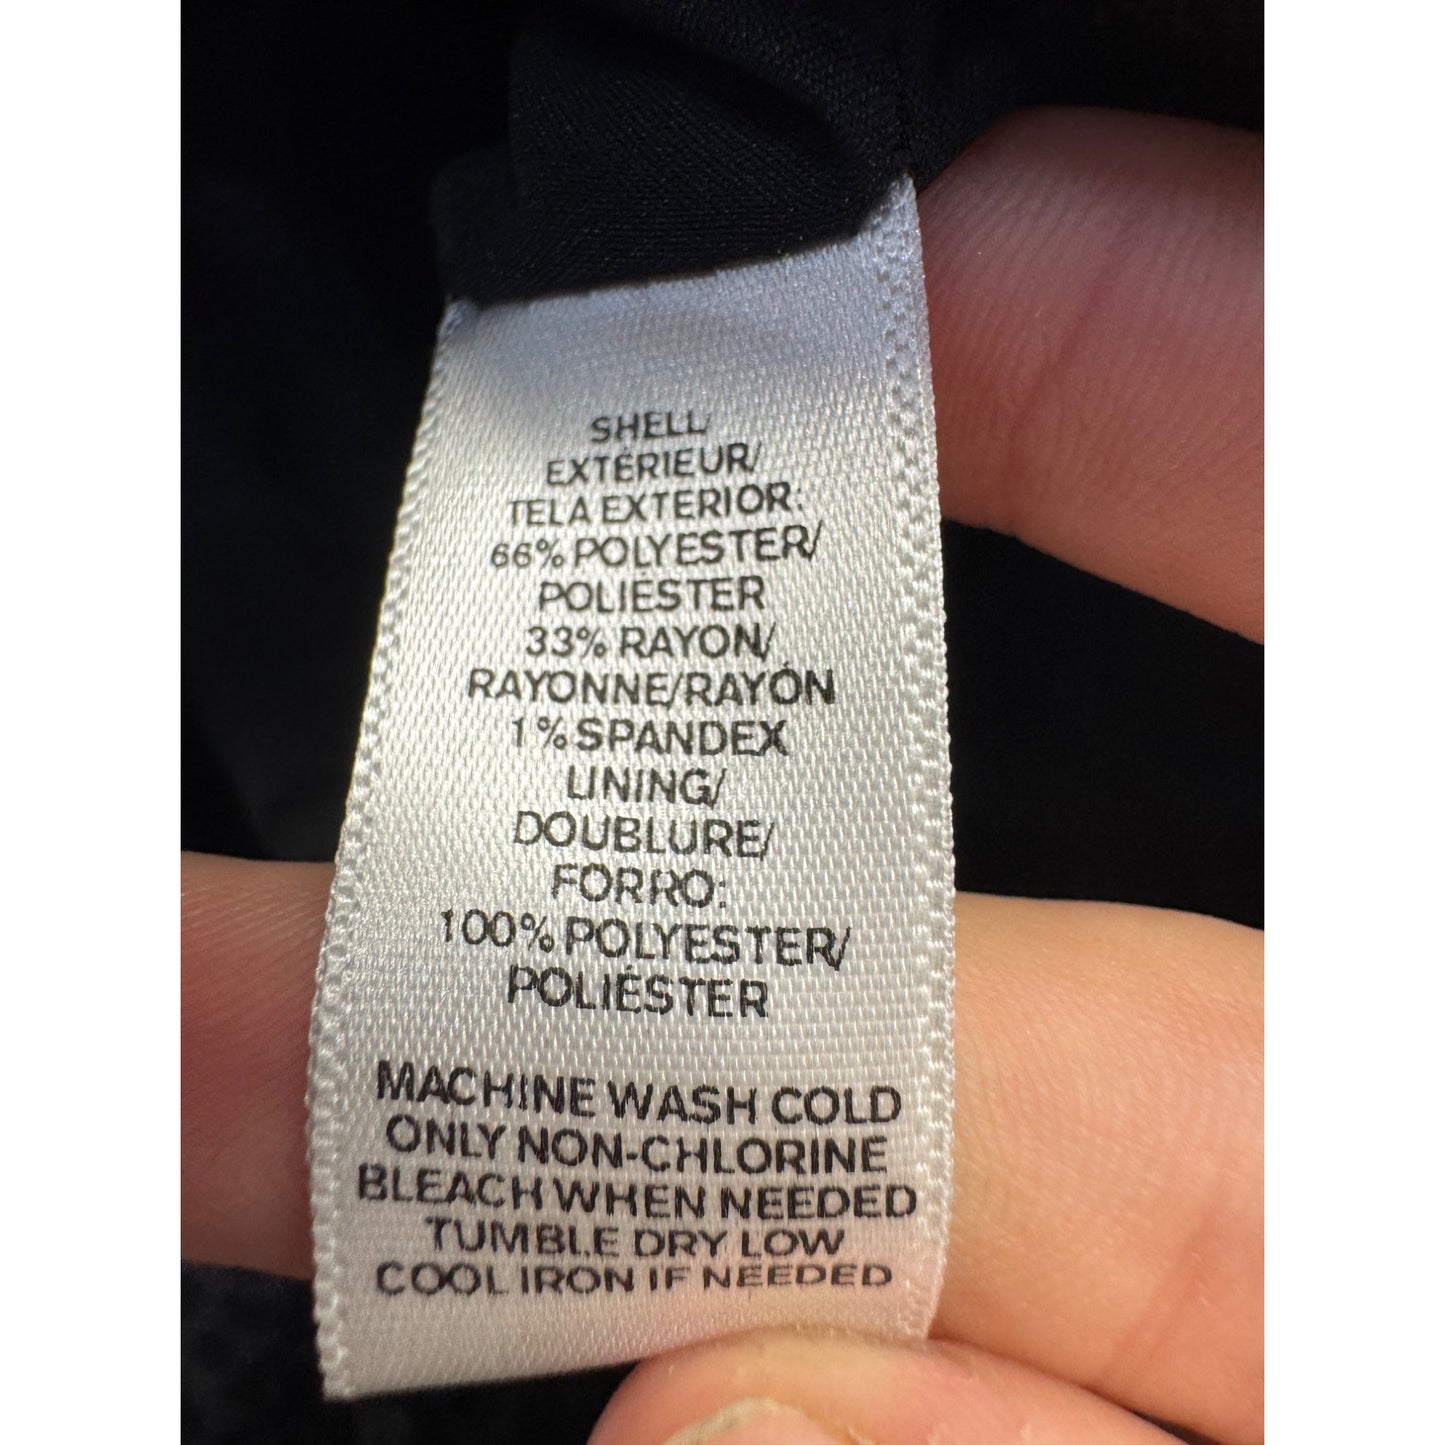 SHELL/
EXTÉRIEUR/
TELA EXTERIOR:
66% POLYESTER/
POLIÉSTER
33% RAYON/
RAYONNE/RAYÓN
1% SPANDEX
LINING/
DOUBLURE/
FORRO:
100% POLYESTER/
POLIÉSTER
MACHINE WASH COLD
ONLY NON-CHLORINE
BLEACH WHEN NEEDED
TUMBLE DRY LOW
COOL IRON IF NEEDED